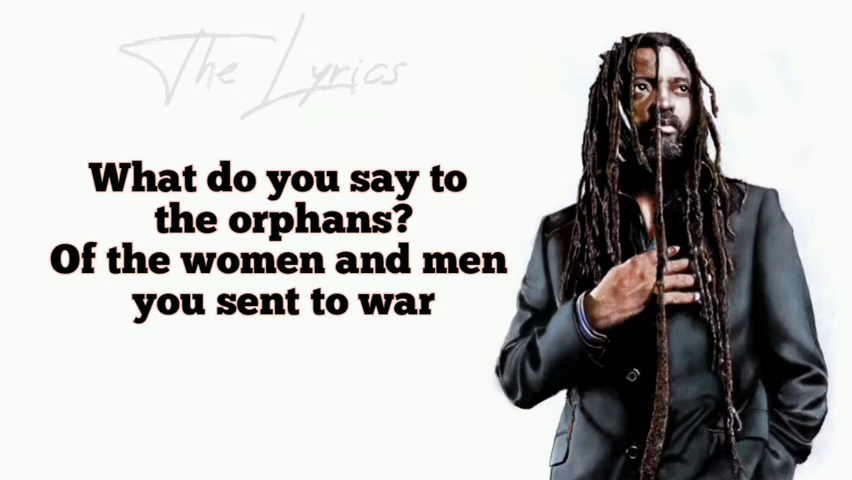 The Lyrics
What do you say to
the orphans?
Of the women and men
you sent to war